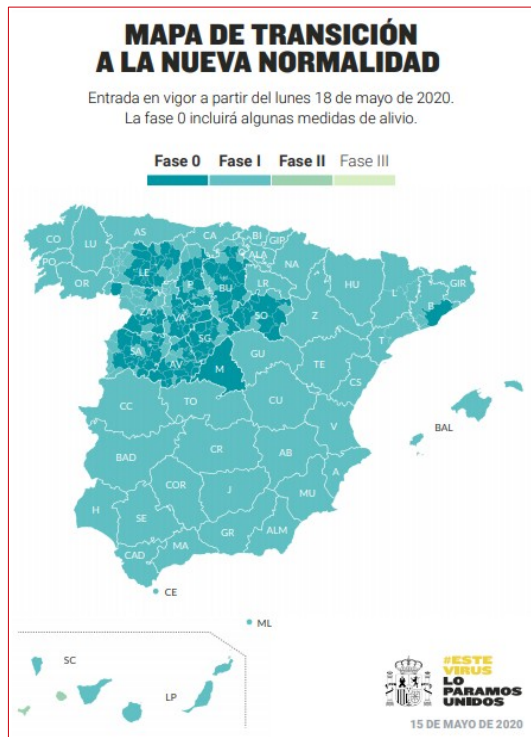 MAPA DE TRANSICIÓN
A LA NUEVA NORMALIDAD
Entrada en vigor a partir del lunes 18 de mayo de 2020.
La fase 0 incluirá algunas medidas de alivio.
Fase 0 Fase I Fase II Fase III
CO
LU
AS
CA
BI
GIP
PO
OR
LE
P
BU
ALA
NA
LR
HU
L
B
GIR
ZA
VA
SO
Z
T
SA
AV
SG
M
GU
TE
CS
CC
TO
CU
V
BAL
BAD
CR
AB
A
H
SE
COR
J
MU
CAD
MA
GR
ALM
CE
ML
SC
LP
#ESTE
VIRUS
LO
PARAMOS
UNIDOS
15 DE MAYO DE 2020